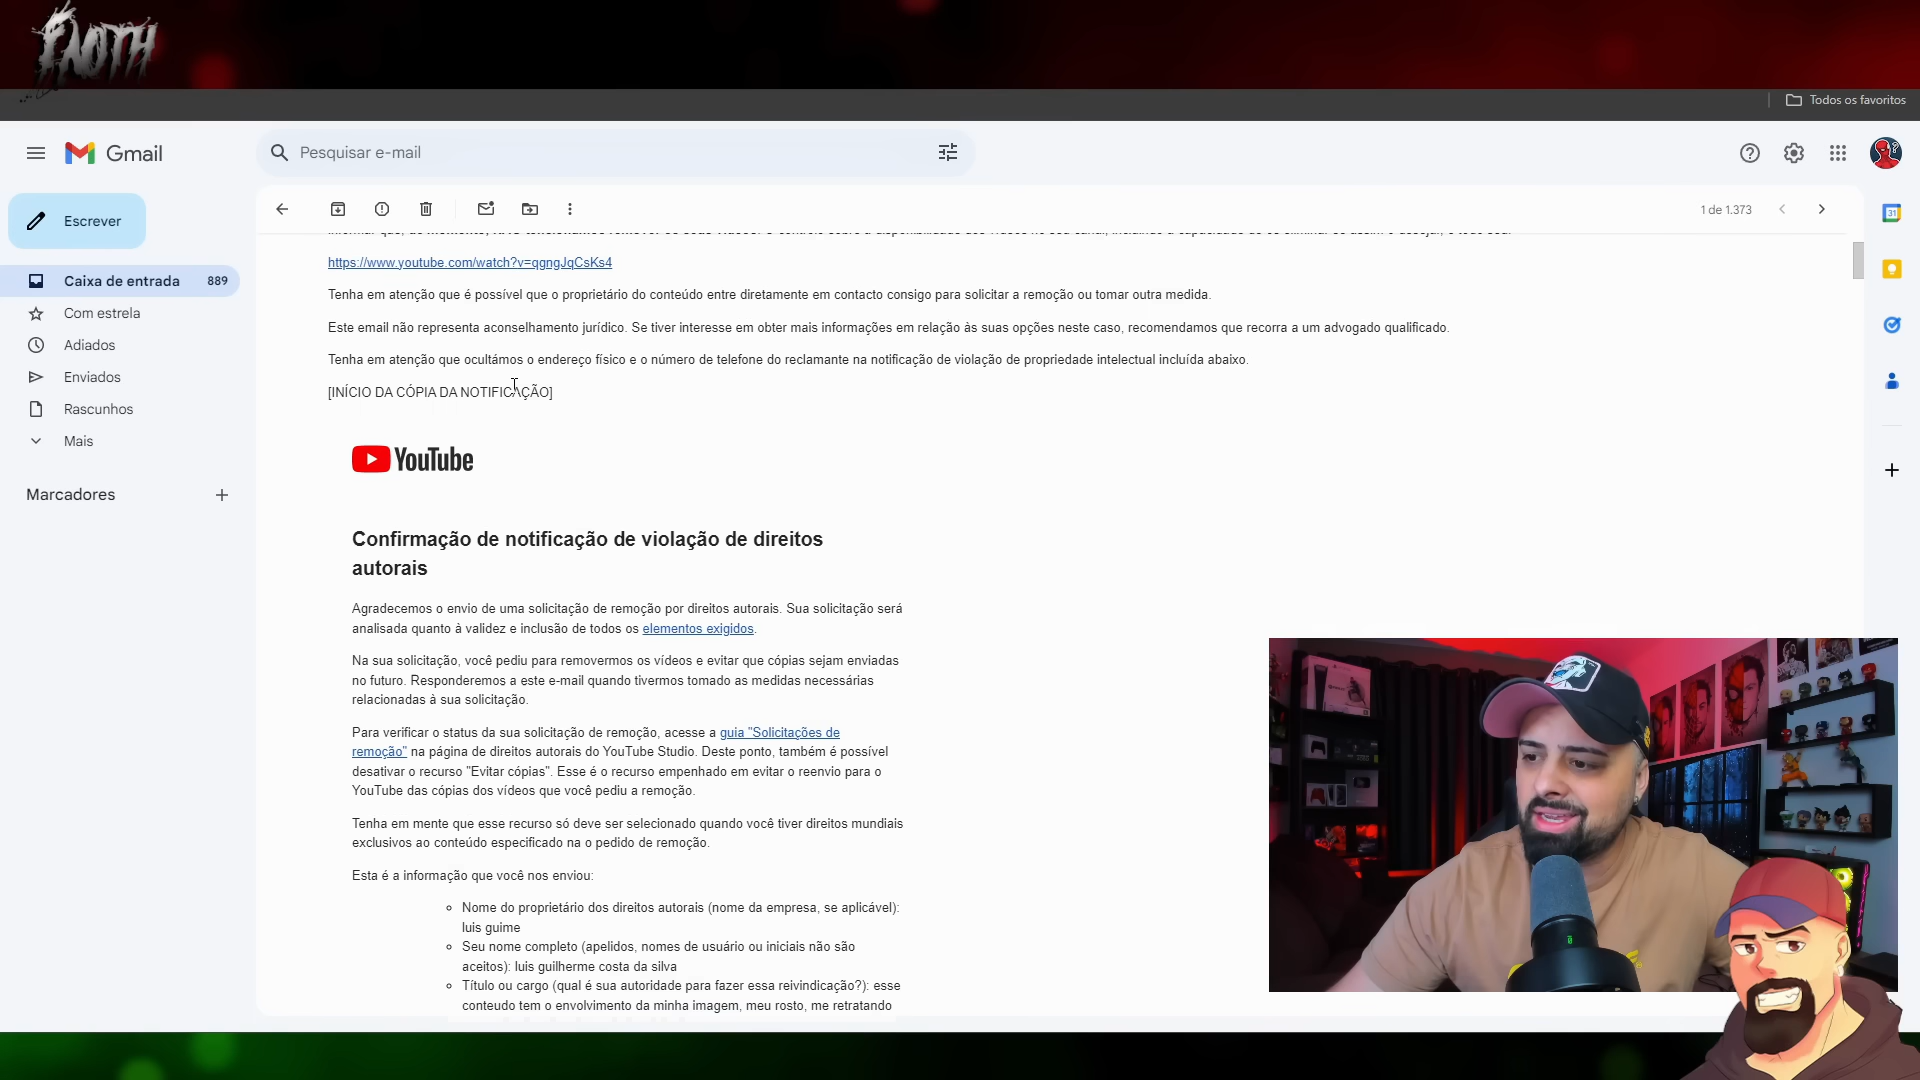 FAOTH
Todos os favoritos
Gmail
Pesquisar e-mail
Escrever
1 de 1.373
Caixa de entrada 889
Com estrela
Adiados
Enviados
Rascunhos
Mais
Marcadores
https://www.youtube.com/watch?v=qgngJqCsKs4
Tenha em atenção que é possível que o proprietário do conteúdo entre diretamente em contacto consigo para solicitar a remoção ou tomar outra medida.
Este email não representa aconselhamento jurídico. Se tiver interesse em obter mais informações em relação às suas opções neste caso, recomendamos que recorra a um advogado qualificado.
Tenha em atenção que ocultámos o endereço físico e o número de telefone do reclamante na notificação de violação de propriedade intelectual incluída abaixo.
[INÍCIO DA CÓPIA DA NOTIFICAÇÃO]
YouTube
Confirmação de notificação de violação de direitos
autorais
Agradecemos o envio de uma solicitação de remoção por direitos autorais. Sua solicitação será
analisada quanto à validez e inclusão de todos os elementos exigidos.
Na sua solicitação, você pediu para removermos os vídeos e evitar que cópias sejam enviadas
no futuro. Responderemos a este e-mail quando tivermos tomado as medidas necessárias
relacionadas à sua solicitação.
Para verificar o status da sua solicitação de remoção, acesse a guia "Solicitações de
remoção" na página de direitos autorais do YouTube Studio. Deste ponto, também é possível
desativar o recurso "Evitar cópias". Esse é o recurso empenhado em evitar o reenvio para o
YouTube das cópias dos vídeos que você pediu a remoção.
Tenha em mente que esse recurso só deve ser selecionado quando você tiver direitos mundiais
exclusivos ao conteúdo especificado na o pedido de remoção.
Esta é a informação que você nos enviou:
Nome do proprietário dos direitos autorais (nome da empresa, se aplicável):
luis guime
Seu nome completo (apelidos, nomes de usuário ou iniciais não são
aceitos): luis guilherme costa da silva
Título ou cargo (qual é sua autoridade para fazer essa reivindicação?): esse
conteudo tem o envolvimento da minha imagem, meu rosto, me retratando